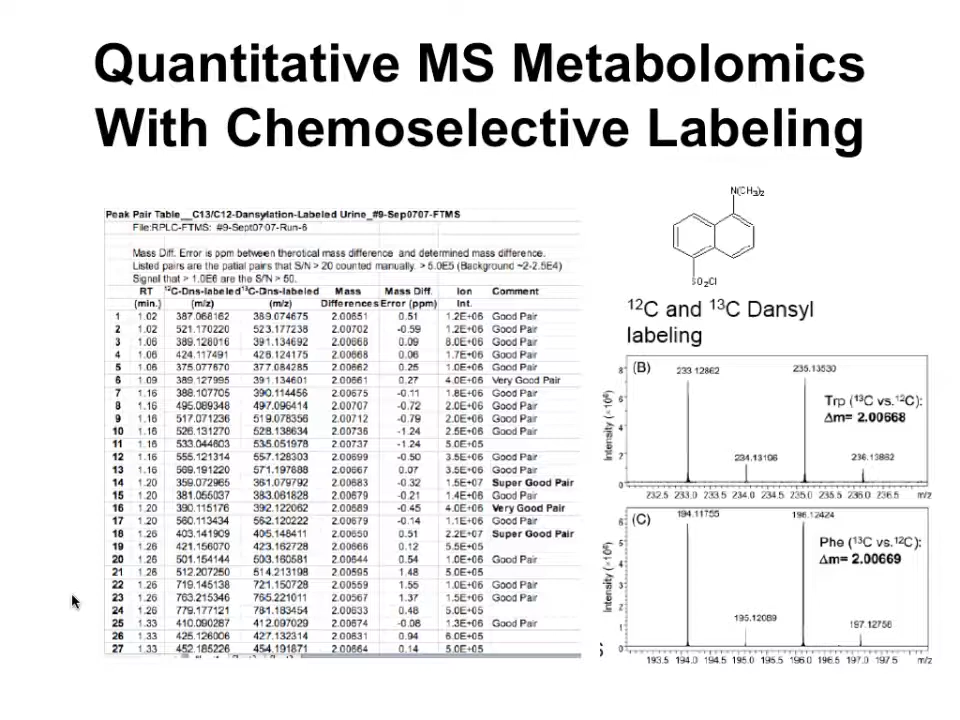 Quantitative MS Metabolomics
With Chemoselective Labeling
Peak Pair Table__C13/C12-Dansylation-Labeled Urine_#9-Sep0707-FTMS
File:RPLC-FTMS: #9-Sept0707-Run-6
Mass Diff. Error is ppm between therotical mass difference and determined mass difference.
Listed pairs are the patial pairs that S/N > 20 counted manually. > 5.0E5 (Background ~2-2.5E4)
Signal that > 1.0E6 are the S/N > 50.
RT 12C-Dns-labeled 13C-Dns-labeled Mass Mass Diff. Ion Comment
(min.) (m/z) (m/z) Differences Error (ppm) Int.
1 1.02 387.068162 389.074675 2.00651 0.51 1.2E+06 Good Pair
2 1.02 521.170220 523.177238 2.00702 -0.59 1.2E+06 Good Pair
3 1.06 389.128016 391.134692 2.00668 0.09 8.0E+06 Good Pair
4 1.06 424.117491 426.124175 2.00668 0.06 1.7E+06 Good Pair
5 1.06 375.077670 377.084285 2.00662 0.25 1.0E+06 Good Pair
6 1.09 389.127995 391.134601 2.00661 0.27 4.0E+06 Very Good Pair
7 1.16 388.107705 390.114456 2.00675 -0.11 1.8E+06 Good Pair
8 1.16 495.089348 497.096414 2.00707 -0.72 2.0E+06 Good Pair
9 1.16 517.071236 519.078356 2.00712 -0.79 2.0E+06 Good Pair
10 1.16 526.131270 528.138634 2.00736 -1.24 2.5E+06 Good Pair
11 1.16 533.044603 535.051978 2.00737 -1.24 5.0E+05
12 1.16 555.121314 557.128303 2.00699 -0.50 3.5E+06 Good Pair
13 1.16 569.191220 571.197888 2.00667 0.07 3.5E+06 Good Pair
14 1.20 359.072965 361.079792 2.00683 -0.32 1.5E+07 Super Good Pair
15 1.20 381.055037 383.061828 2.00679 -0.21 1.4E+06 Good Pair
16 1.20 390.115176 392.122062 2.00689 -0.45 4.0E+06 Very Good Pair
17 1.20 560.113434 562.120222 2.00679 -0.14 1.1E+06 Good Pair
18 1.26 403.141909 405.148411 2.00650 0.51 2.2E+07 Super Good Pair
19 1.26 421.156070 423.162728 2.00666 0.12 5.5E+05
20 1.26 501.154144 503.160581 2.00644 0.54 1.0E+06 Good Pair
21 1.26 512.207250 514.213198 2.00595 1.48 5.0E+05
22 1.26 719.145138 721.150728 2.00559 1.55 1.0E+06 Good Pair
23 1.26 763.215346 765.221011 2.00567 1.37 1.5E+06 Good Pair
24 1.26 779.177121 781.183454 2.00633 0.48 5.0E+05
25 1.33 410.090287 412.097029 2.00674 -0.08 1.3E+06 Good Pair
26 1.33 425.126006 427.132314 2.00631 0.94 6.0E+05
27 1.33 452.185226 454.191871 2.00664 0.14 5.0E+05
N(CH3)2
SO2Cl
12C and 13C Dansyl
labeling
(B)
233.12862
235.13530
Trp (13C vs.12C):
Δm= 2.00668
234.13196
236.13862
Intensity (×10⁶)
8
6
4
2
0
232.5 233.0 233.5 234.0 234.5 235.0 235.5 236.0 236.5 m/z
(C)
194.11755
196.12424
Phe (13C vs.12C):
Δm= 2.00669
195.12089
197.12756
Intensity (×10⁶)
6
5
4
3
2
1
0
193.5 194.0 194.5 195.0 195.5 196.0 196.5 197.0 197.5 m/z
s